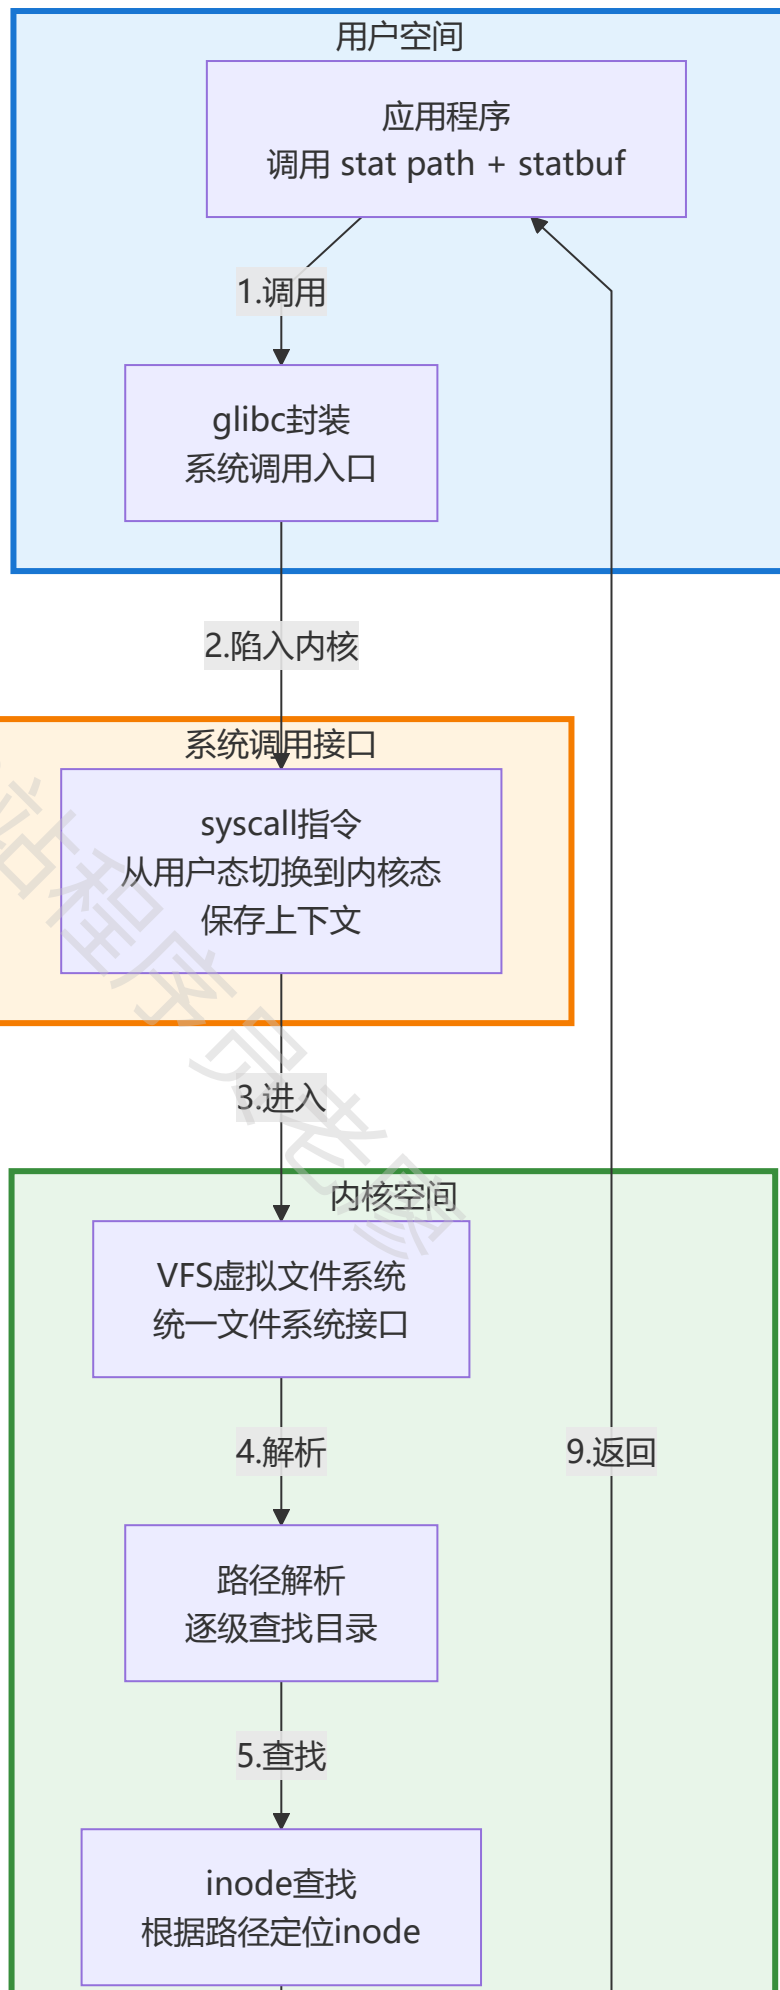 用户空间
应用程序
调用 stat path + statbuf
1.调用
glibc封装
系统调用入口
2.陷入内核
系统调用接口
syscall指令
从用户态切换到内核态
保存上下文
3.进入
内核空间
VFS虚拟文件系统
统一文件系统接口
4.解析
9.返回
路径解析
逐级查找目录
5.查找
inode查找
根据路径定位inode
站程序员老廖